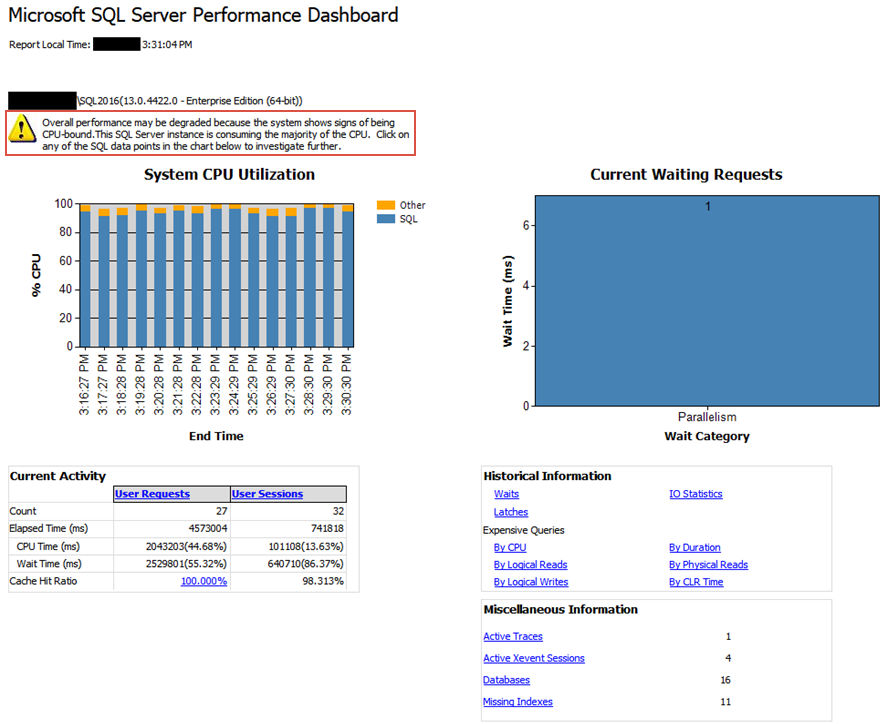 Microsoft SQL Server Performance Dashboard
Report Local Time: 3:31:04 PM
\SQL2016(13.0.4422.0 - Enterprise Edition (64-bit))
Overall performance may be degraded because the system shows signs of being
CPU-bound.This SQL Server instance is consuming the majority of the CPU. Click on
any of the SQL data points in the chart below to investigate further.
System CPU Utilization
Other
SQL
% CPU
100
80
60
40
20
0
3:16:27 PM
3:17:27 PM
3:18:28 PM
3:19:28 PM
3:20:28 PM
3:21:28 PM
3:22:28 PM
3:23:29 PM
3:24:29 PM
3:25:29 PM
3:26:29 PM
3:27:30 PM
3:28:30 PM
3:29:30 PM
3:30:30 PM
End Time
Current Waiting Requests
1
Wait Time (ms)
6
4
2
0
Parallelism
Wait Category
Current Activity
User Requests User Sessions
Count 27 32
Elapsed Time (ms) 4573004 741818
CPU Time (ms) 2043203(44.68%) 101108(13.63%)
Wait Time (ms) 2529801(55.32%) 640710(86.37%)
Cache Hit Ratio 100.000% 98.313%
Historical Information
Waits IO Statistics
Latches
Expensive Queries
By CPU By Duration
By Logical Reads By Physical Reads
By Logical Writes By CLR Time
Miscellaneous Information
Active Traces 1
Active Xevent Sessions 4
Databases 16
Missing Indexes 11